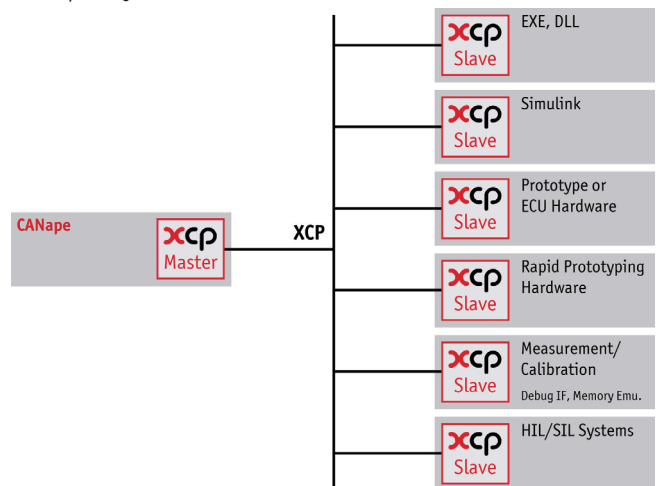 CANape
xcp
Master
XCP
xcp
Slave
EXE, DLL
xcp
Slave
Simulink
xcp
Slave
Prototype or
ECU Hardware
xcp
Slave
Rapid Prototyping
Hardware
xcp
Slave
Measurement/
Calibration
Debug IF, Memory Emu.
xcp
Slave
HIL/SIL Systems